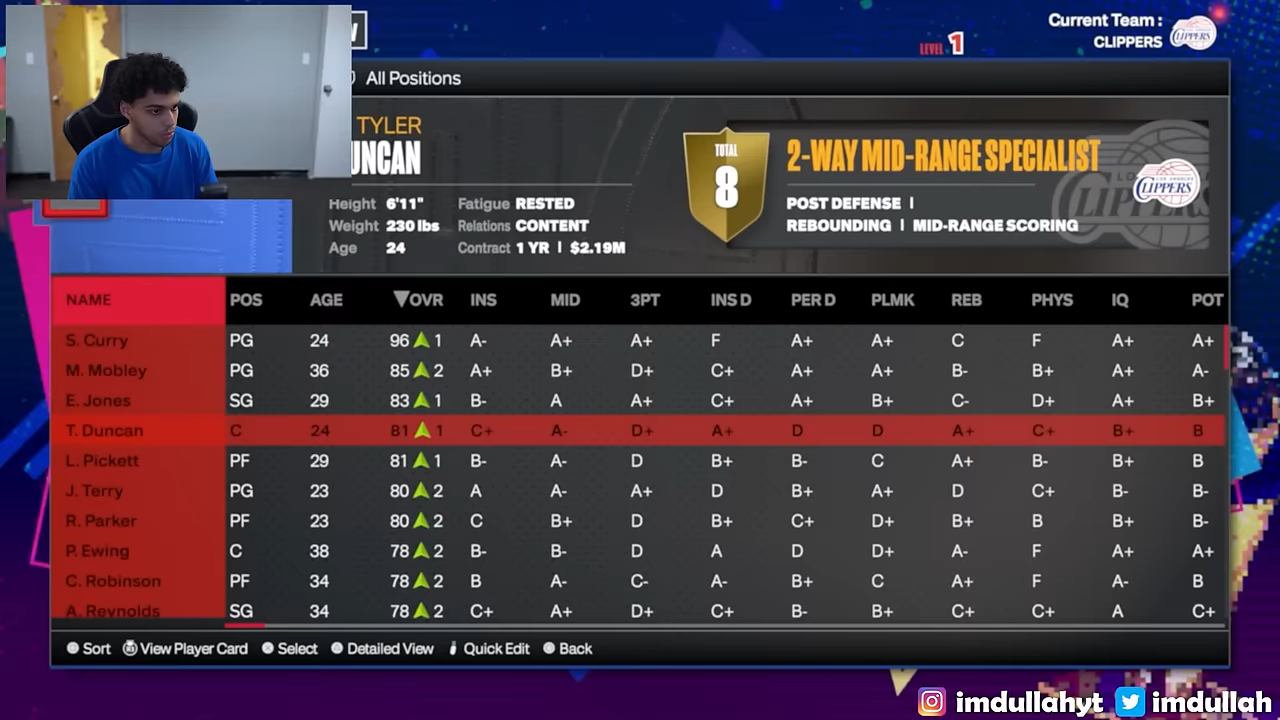 Current Team :
CLIPPERS
LEVEL 1
All Positions
TYLER
UNCAN
Height 6'11" Fatigue RESTED
Weight 230 lbs Relations CONTENT
Age 24 Contract 1 YR | $2.19M
TOTAL
8
2-WAY MID-RANGE SPECIALIST
POST DEFENSE |
REBOUNDING | MID-RANGE SCORING
CLIPPERS
NAME POS AGE OVR INS MID 3PT INS D PER D PLMK REB PHYS IQ POT
S. Curry PG 24 96 1 A- A+ A+ F A+ A+ C F A+ A+
M. Mobley PG 36 85 2 A+ B+ D+ C+ A+ A+ B- B+ A+ A-
E. Jones SG 29 83 1 B- A A+ C+ A+ B+ C- D+ A+ B+
T. Duncan C 24 81 1 C+ A- D+ A+ D D A+ C+ B+ B
L. Pickett PF 29 81 1 B- A- D B+ B- C A+ B- B+ B
J. Terry PG 23 80 2 A A- A+ D B+ A+ D C+ B- B-
R. Parker PF 23 80 2 C B+ D B+ C+ D+ B+ B B+ B-
P. Ewing C 38 78 2 B- B- D A D D+ A- F A+ A+
C. Robinson PF 34 78 2 B A- C- A- B+ C A+ F A- B
A. Reynolds SG 34 78 2 C+ A+ D+ C+ B- B+ C+ C+ A C+
Sort View Player Card Select Detailed View Quick Edit Back
imdullahyt imdullah